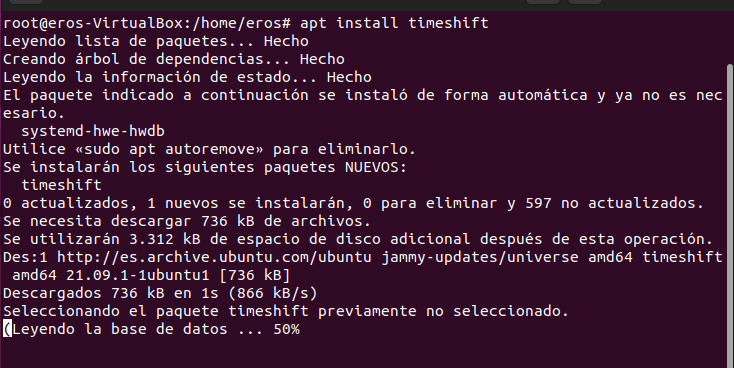 root@eros-VirtualBox:/home/eros# apt install timeshift
Leyendo lista de paquetes... Hecho
Creando árbol de dependencias... Hecho
Leyendo la información de estado... Hecho
El paquete indicado a continuación se instaló de forma automática y ya no es nec
esario.
  systemd-hwe-hwdb
Utilice «sudo apt autoremove» para eliminarlo.
Se instalarán los siguientes paquetes NUEVOS:
  timeshift
0 actualizados, 1 nuevos se instalarán, 0 para eliminar y 597 no actualizados.
Se necesita descargar 736 kB de archivos.
Se utilizarán 3.312 kB de espacio de disco adicional después de esta operación.
Des:1 http://es.archive.ubuntu.com/ubuntu jammy-updates/universe amd64 timeshift
 amd64 21.09.1-1ubuntu1 [736 kB]
Descargados 736 kB en 1s (866 kB/s)
Seleccionando el paquete timeshift previamente no seleccionado.
(Leyendo la base de datos ... 50%